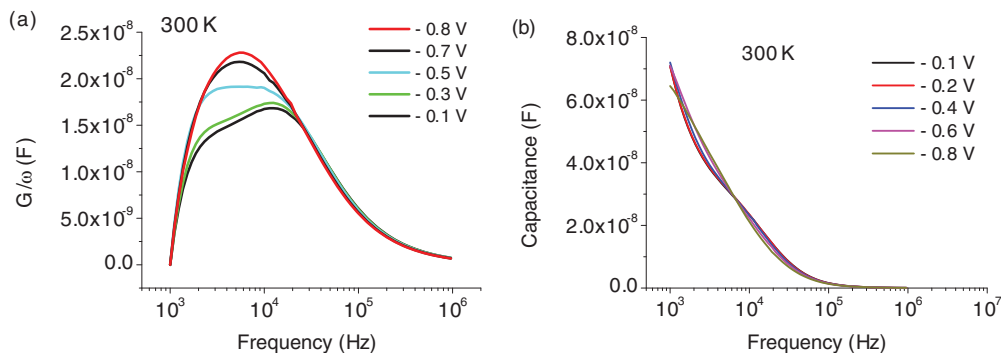 (a)
300 K
- 0.8 V
- 0.7 V
- 0.5 V
- 0.3 V
- 0.1 V
G/ω (F)
2.5x10⁻⁸
2.0x10⁻⁸
1.5x10⁻⁸
1.0x10⁻⁸
5.0x10⁻⁹
0.0
10³ 10⁴ 10⁵ 10⁶
Frequency (Hz)
(b)
300 K
- 0.1 V
- 0.2 V
- 0.4 V
- 0.6 V
- 0.8 V
Capacitance (F)
8.0x10⁻⁸
6.0x10⁻⁸
4.0x10⁻⁸
2.0x10⁻⁸
0.0
10³ 10⁴ 10⁵ 10⁶ 10⁷
Frequency (Hz)